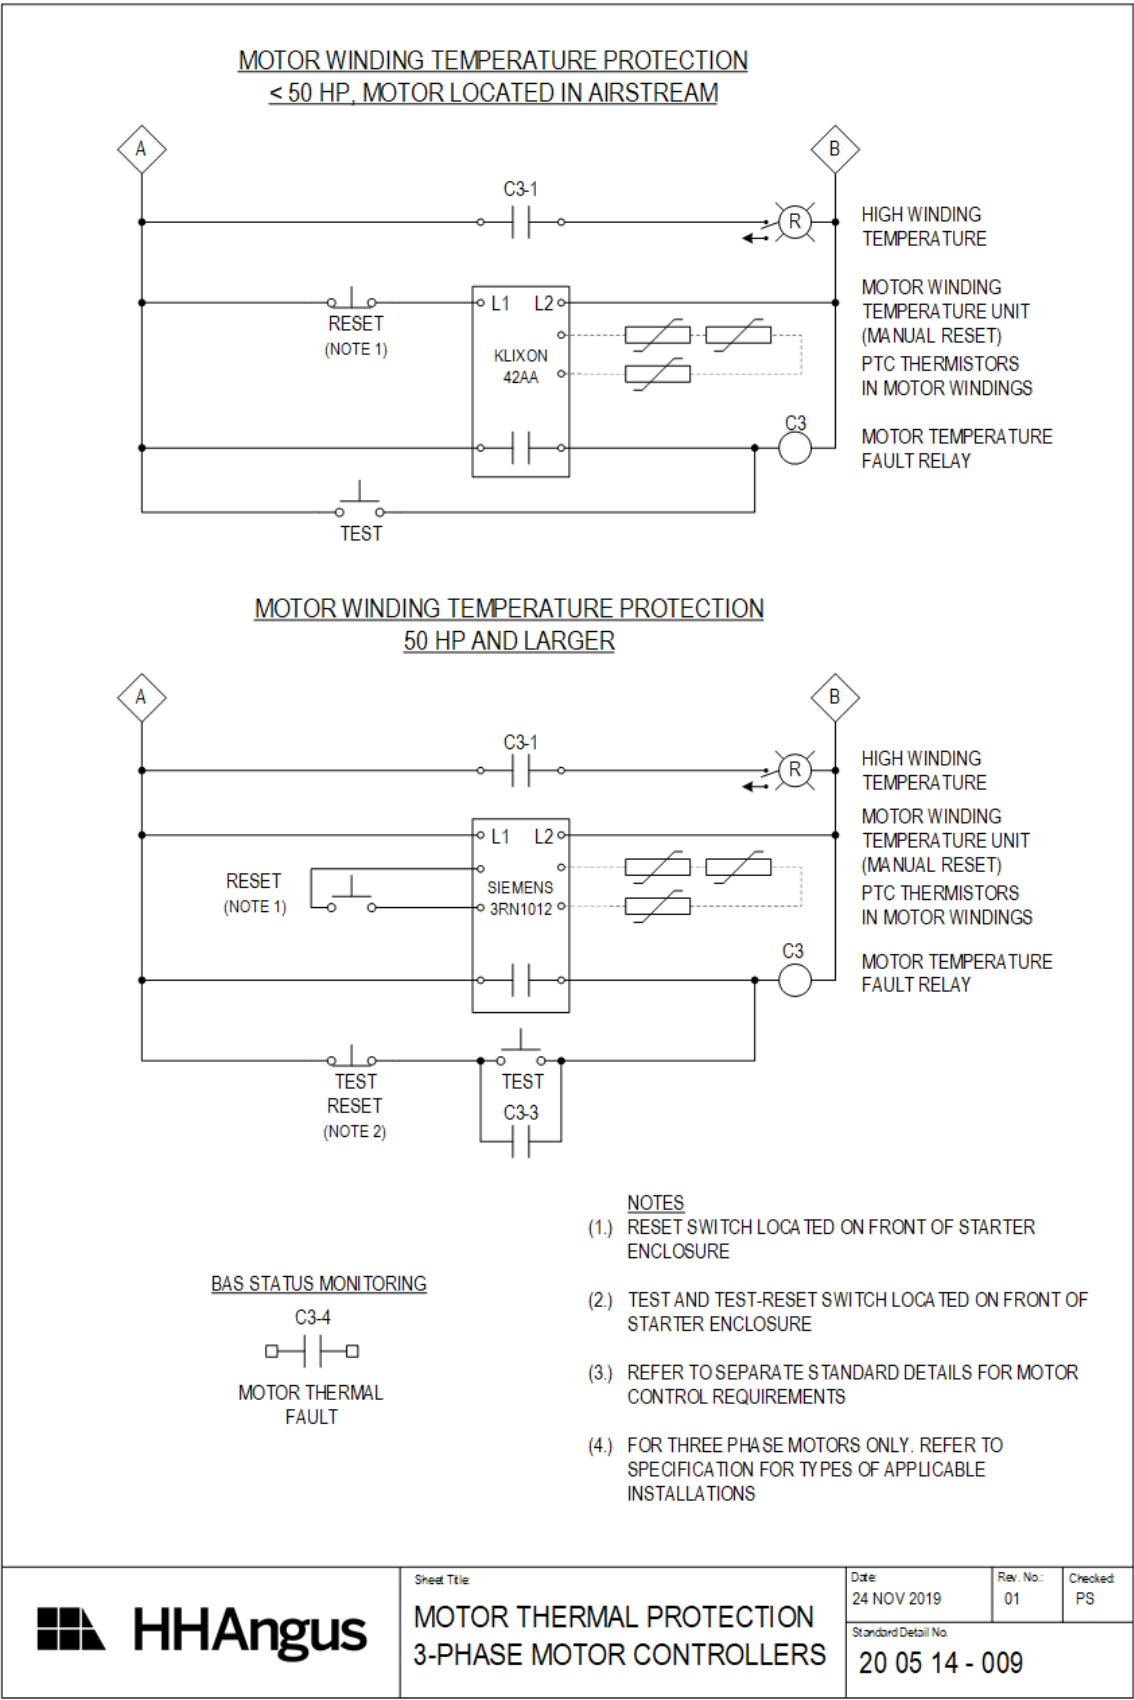 MOTOR WINDING TEMPERATURE PROTECTION
< 50 HP, MOTOR LOCATED IN AIRSTREAM
A
B
C3-1
R
HIGH WINDING
TEMPERATURE
RESET
(NOTE 1)
L1 L2
KLIXON
42AA
MOTOR WINDING
TEMPERATURE UNIT
(MANUAL RESET)
PTC THERMISTORS
IN MOTOR WINDINGS
C3
MOTOR TEMPERATURE
FAULT RELAY
TEST
MOTOR WINDING TEMPERATURE PROTECTION
50 HP AND LARGER
A
B
C3-1
R
HIGH WINDING
TEMPERATURE
L1 L2
MOTOR WINDING
TEMPERATURE UNIT
(MANUAL RESET)
RESET
(NOTE 1)
SIEMENS
3RN1012
PTC THERMISTORS
IN MOTOR WINDINGS
C3
MOTOR TEMPERATURE
FAULT RELAY
TEST
RESET
(NOTE 2)
TEST
C3-3
NOTES
(1.) RESET SWITCH LOCATED ON FRONT OF STARTER
ENCLOSURE
(2.) TEST AND TEST-RESET SWITCH LOCATED ON FRONT OF
STARTER ENCLOSURE
(3.) REFER TO SEPARATE STANDARD DETAILS FOR MOTOR
CONTROL REQUIREMENTS
(4.) FOR THREE PHASE MOTORS ONLY. REFER TO
SPECIFICATION FOR TYPES OF APPLICABLE
INSTALLATIONS
BAS STATUS MONITORING
C3-4
MOTOR THERMAL
FAULT
HHAngus
Sheet Title:
MOTOR THERMAL PROTECTION
3-PHASE MOTOR CONTROLLERS
Date:
24 NOV 2019
Rev. No.:
01
Checked:
PS
Standard Detail No.
20 05 14 - 009